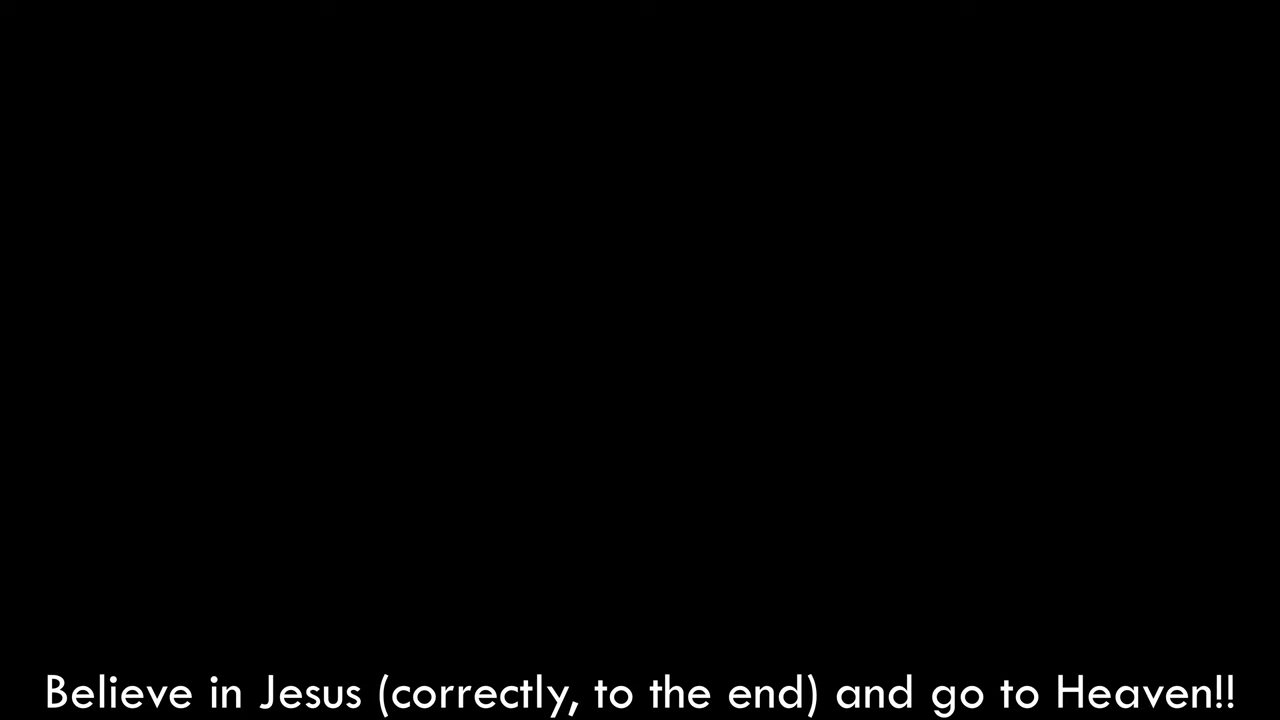 Believe in Jesus (correctly, to the end) and go to Heaven!!